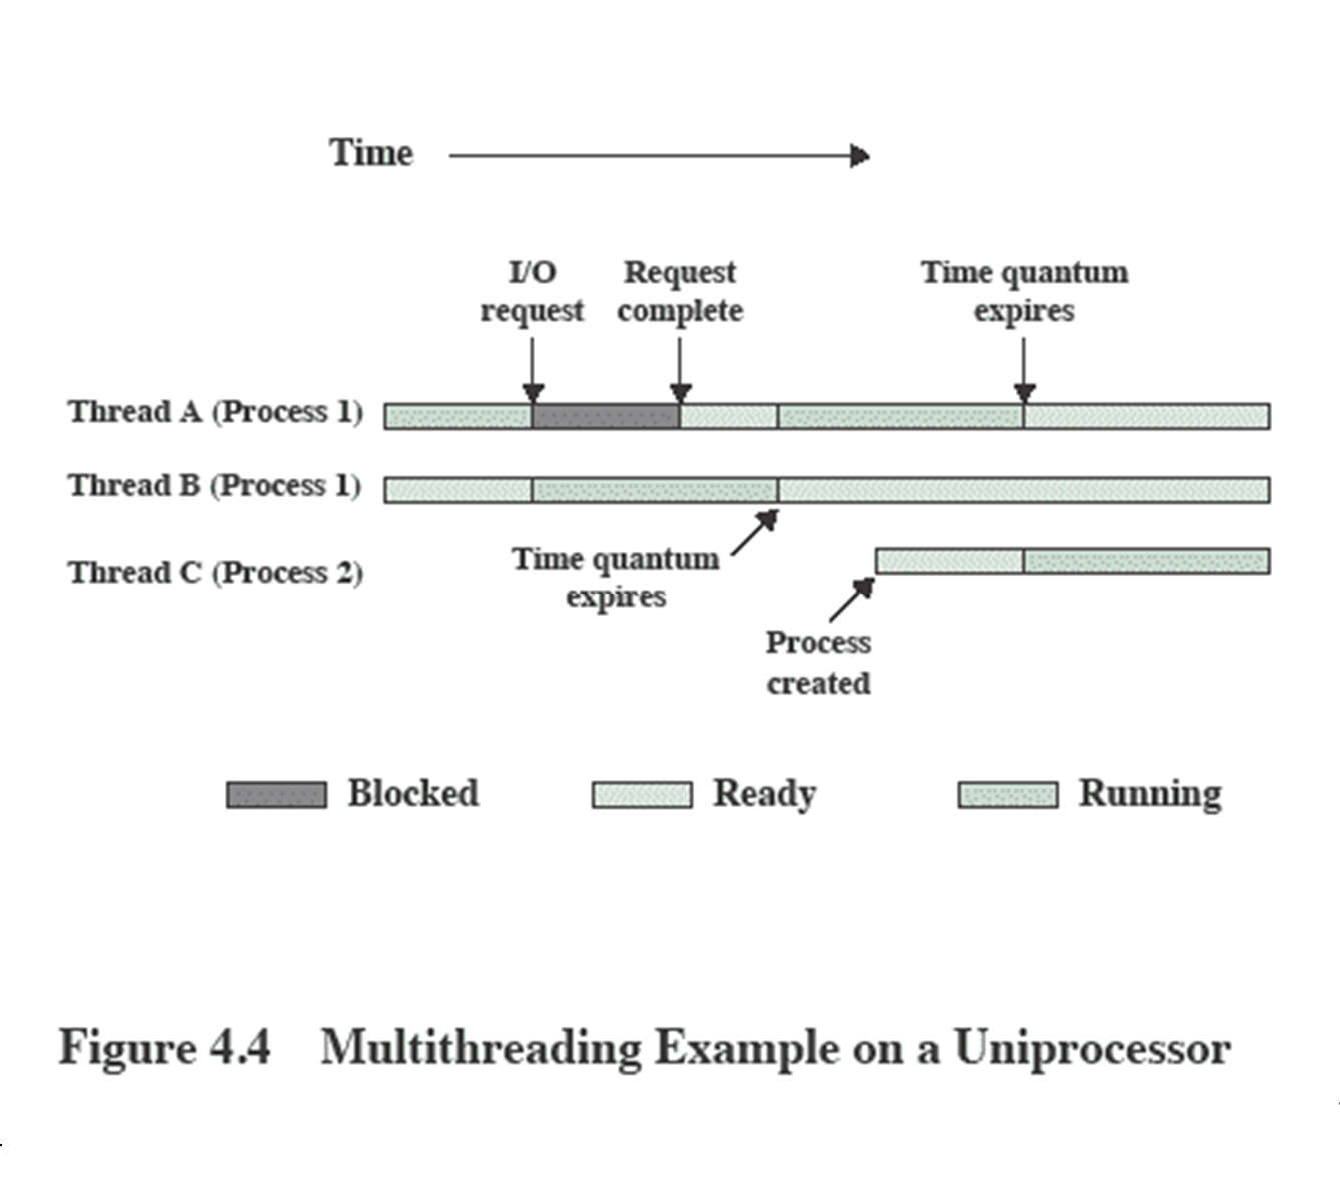 Time
I/O
request
Request
complete
Time quantum
expires
Thread A (Process 1)
Thread B (Process 1)
Time quantum
expires
Thread C (Process 2)
Process
created
Blocked
Ready
Running
Figure 4.4 Multithreading Example on a Uniprocessor